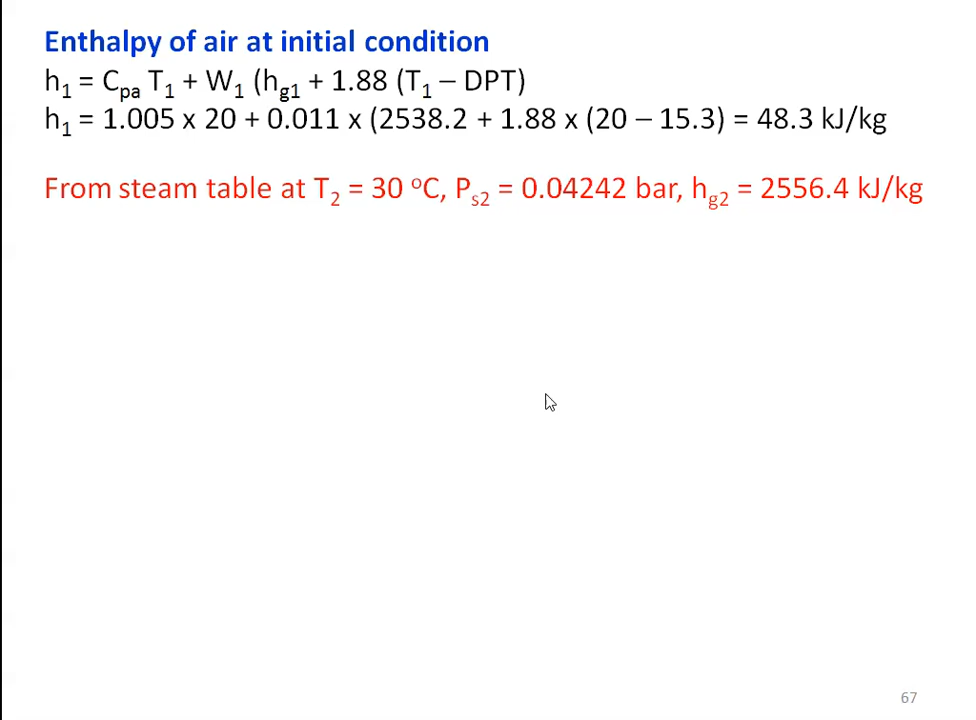 Enthalpy of air at initial condition
h₁ = Cₚₐ T₁ + W₁ (h_g1 + 1.88 (T₁ – DPT)
h₁ = 1.005 x 20 + 0.011 x (2538.2 + 1.88 x (20 – 15.3) = 48.3 kJ/kg
From steam table at T₂ = 30 °C, P_s2 = 0.04242 bar, h_g2 = 2556.4 kJ/kg
67